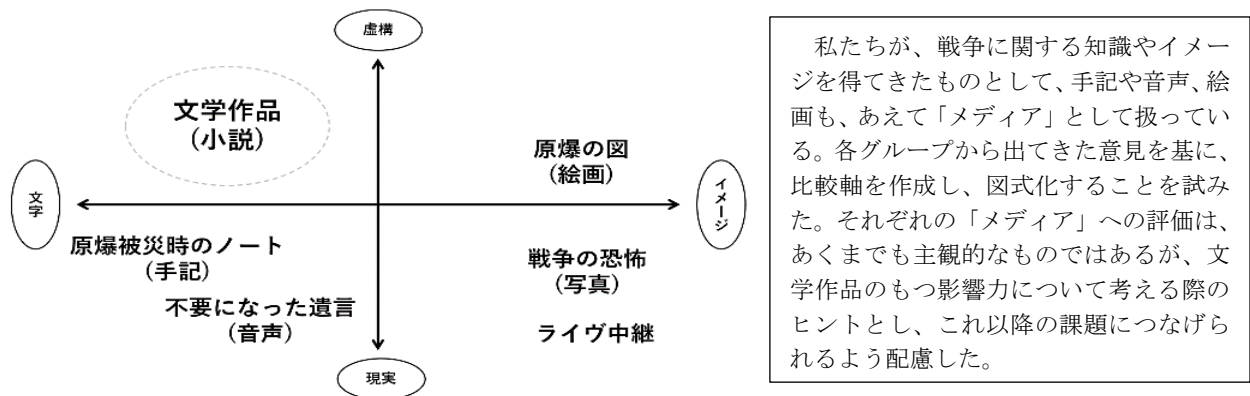 虚構
文学作品
(小説)
原爆の図
(絵画)
文字
イメージ
原爆被災時のノート
(手記)
戦争の恐怖
(写真)
不要になった遺言
(音声)
ライヴ中継
現実
私たちが、戦争に関する知識やイメー
ジを得てきたものとして、手記や音声、絵
画も、あえて「メディア」として扱ってい
る。各グループから出てきた意見を基に、
比較軸を作成し、図式化することを試み
た。それぞれの「メディア」への評価は、
あくまでも主観的なものではあるが、文
学作品のもつ影響力について考える際の
ヒントとし、これ以降の課題につなげら
れるよう配慮した。